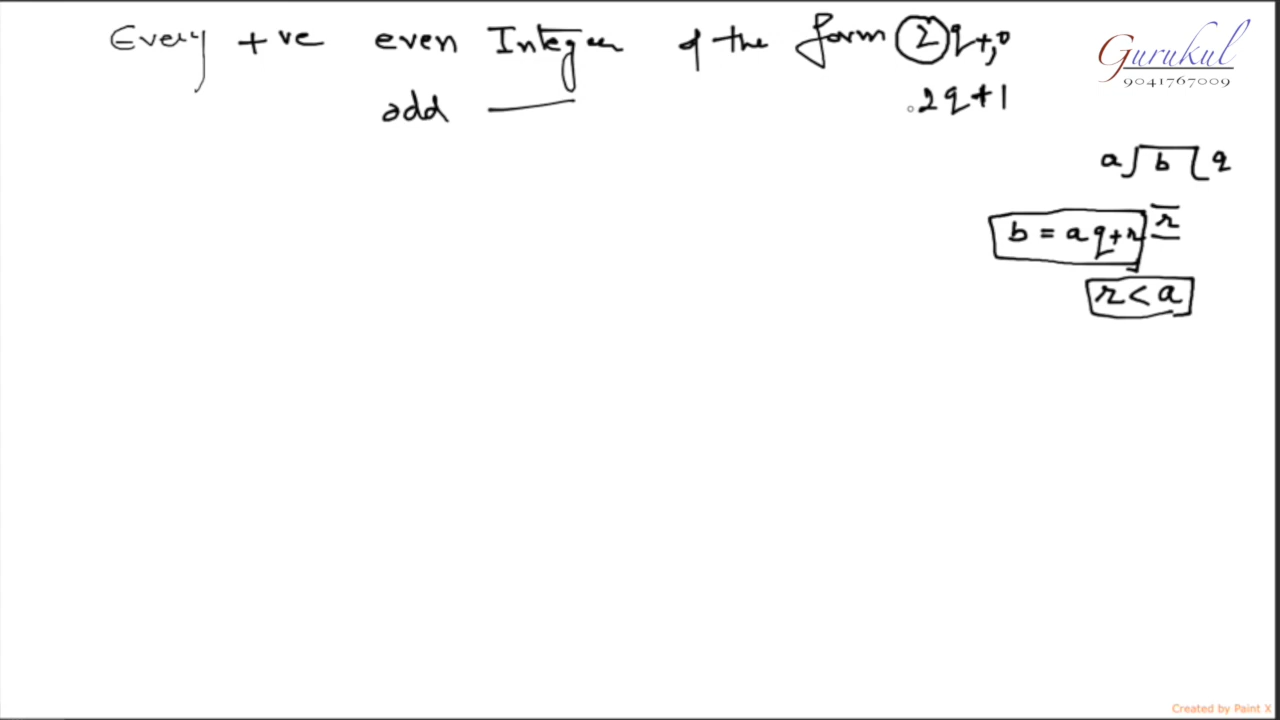 Every +ve even Integer of the form 2q+0
odd 2q+1
Gurukul
9041767009
a b q
r
b = aq+r
r < a
Created by Paint X